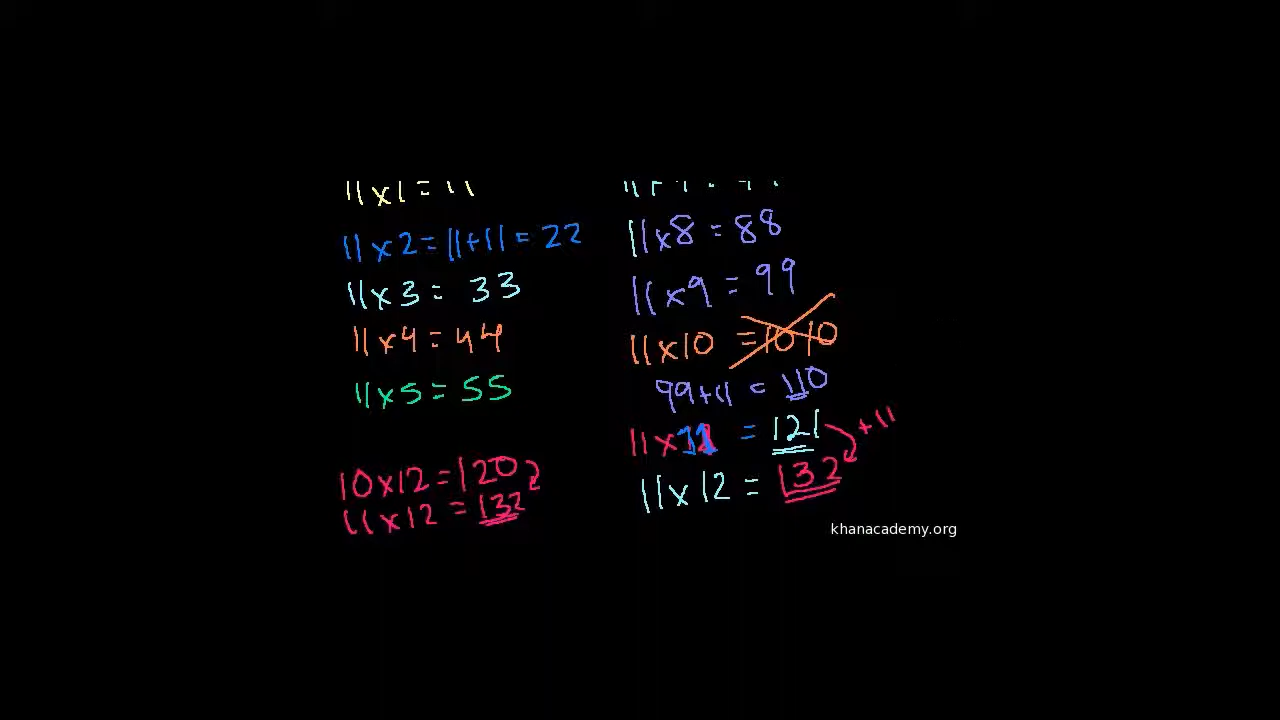 11x1 = 11
11x2 = 11+11 = 22
11x3 = 33
11x4 = 44
11x5 = 55
10x12 = 120
11x12 = 132
11x8 = 88
11x9 = 99
11x10 = 1010
99+11 = 110
11x11 = 121
+11
11x12 = 132
khanacademy.org